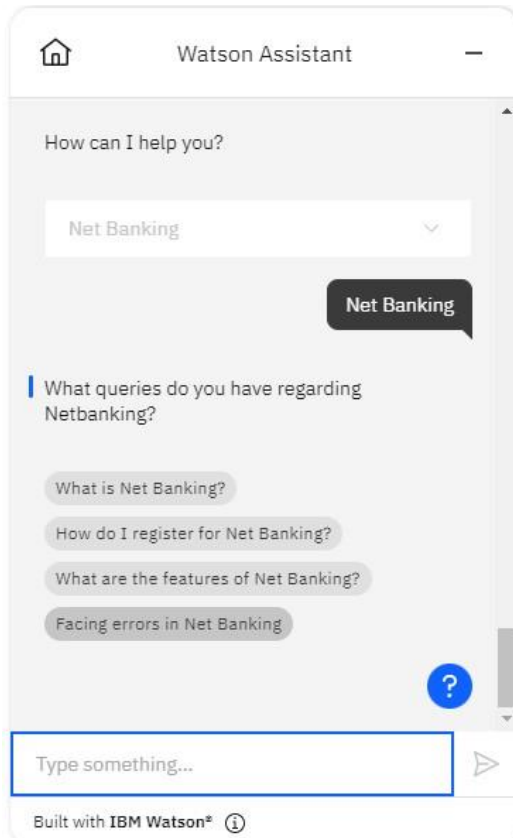 Watson Assistant
How can I help you?
Net Banking
Net Banking
What queries do you have regarding
Netbanking?
What is Net Banking?
How do I register for Net Banking?
What are the features of Net Banking?
Facing errors in Net Banking
?
Type something...
Built with IBM Watson®